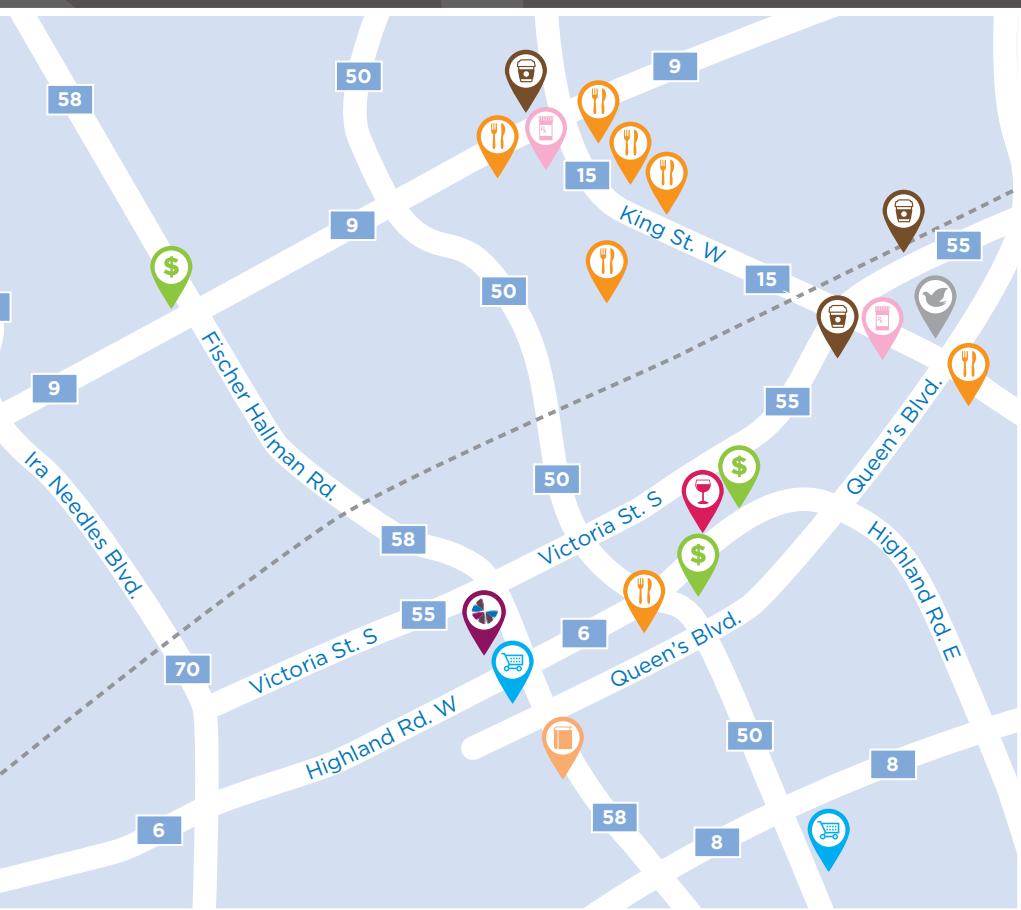 50
9
58
15
King St. W
9
55
15
50
$
Fischer Hallman Rd.
9
55
Queen's Blvd.
Ira Needles Blvd.
$
50
Victoria St. S
58
Highland Rd. E
$
55
6
Queen's Blvd.
Victoria St. S
70
Highland Rd. W
50
8
58
6
8